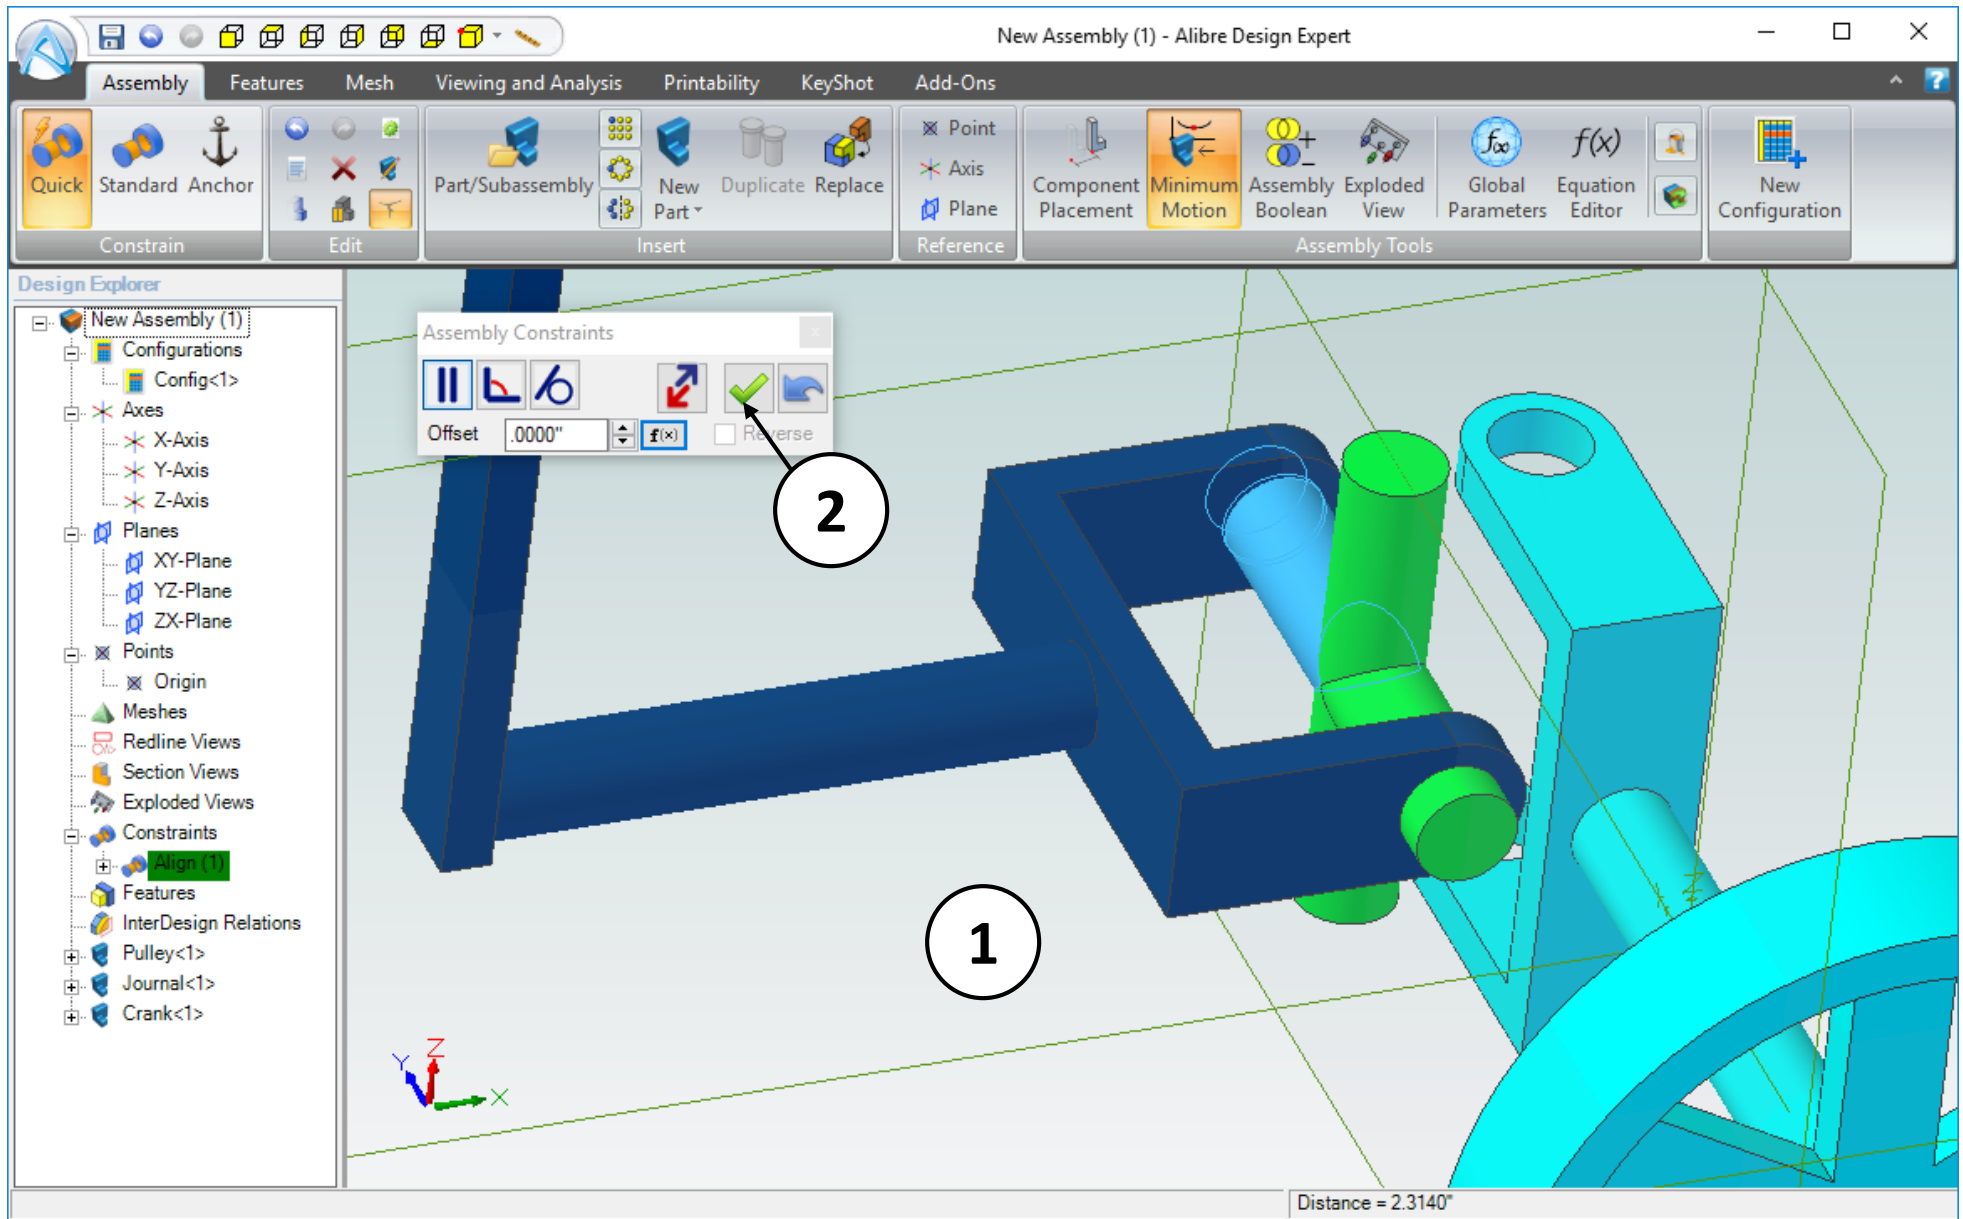 New Assembly (1) - Alibre Design Expert
Assembly Features Mesh Viewing and Analysis Printability KeyShot Add-Ons
Quick Standard Anchor
Constrain
Edit
Part/Subassembly New Part Duplicate Replace
Insert
Point
Axis
Plane
Reference
Component Placement Minimum Motion Assembly Boolean Exploded View Global Parameters Equation Editor
f∞ f(x)
Assembly Tools
New Configuration
Design Explorer
New Assembly (1)
Configurations
Config<1>
Axes
X-Axis
Y-Axis
Z-Axis
Planes
XY-Plane
YZ-Plane
ZX-Plane
Points
Origin
Meshes
Redline Views
Section Views
Exploded Views
Constraints
Align (1)
Features
InterDesign Relations
Pulley<1>
Journal<1>
Crank<1>
Assembly Constraints
x
Offset .0000" f(x) Reverse
2
1
Z
Y
X
Distance = 2.3140"